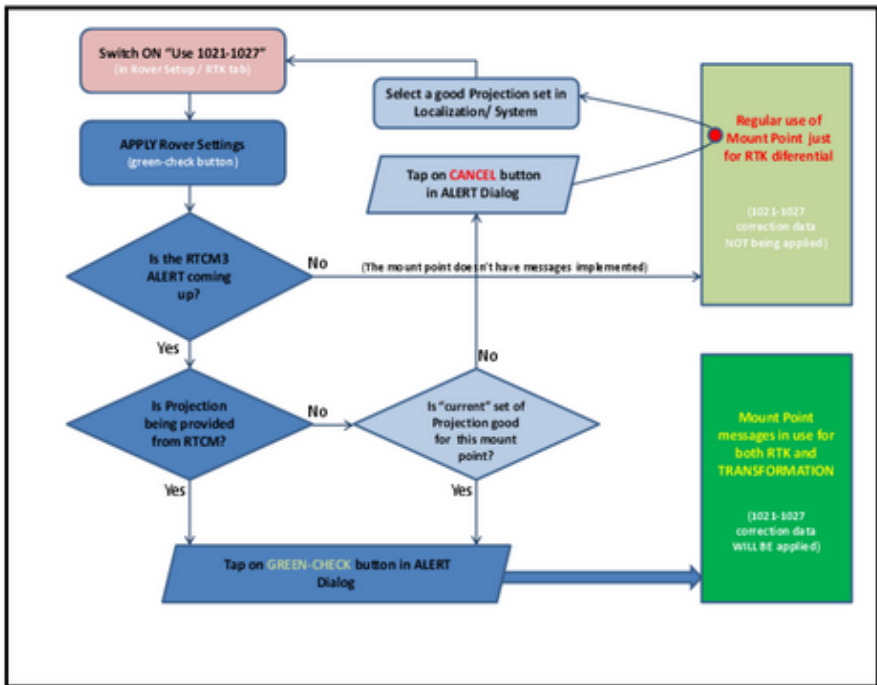 Switch ON "Use 1021-1027"
(in Rover Setup / RTK tab)
APPLY Rover Settings
(green-check button)
Is the RTCM3
ALERT coming
up?
No
(The mount point doesn't have messages implemented)
Yes
Is Projection
being provided
from RTCM?
No
Yes
Select a good Projection set in
Localization/ System
Tap on CANCEL button
in ALERT Dialog
No
Is "current" set of
Projection good
for this mount
point?
Yes
Tap on GREEN-CHECK button in ALERT
Dialog
Regular use of
Mount Point just
for RTK diferential
(1021-1027
correction data
NOT being applied)
Mount Point
messages in use for
both RTK and
TRANSFORMATION
(1021-1027
correction data
WILL BE applied)